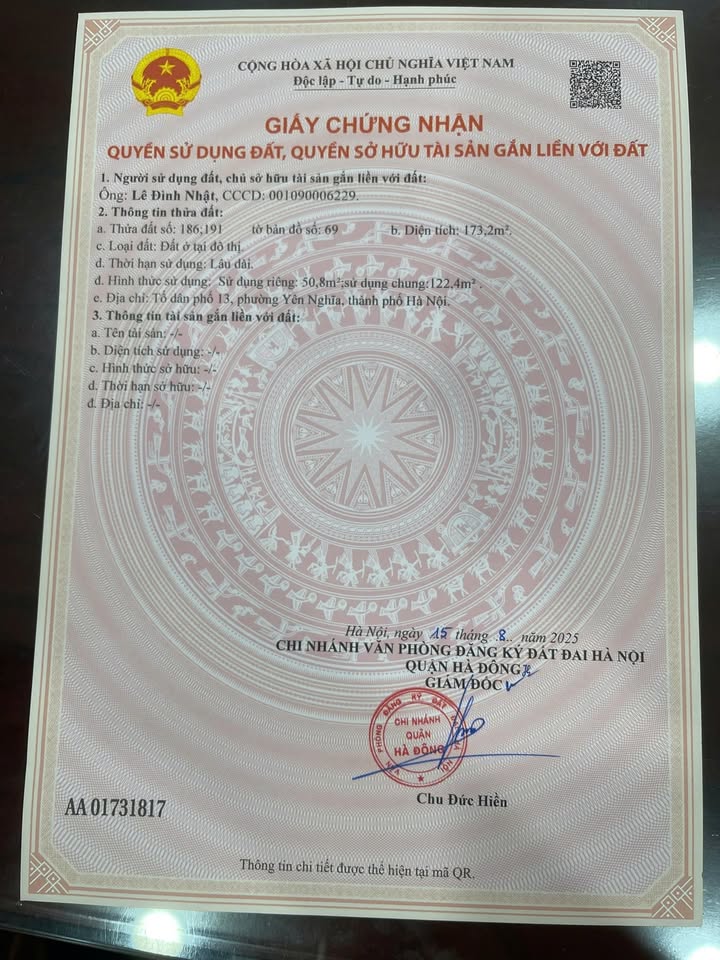 CỘNG HÒA XÃ HỘI CHỦ NGHĨA VIỆT NAM
Độc lập - Tự do - Hạnh phúc
GIẤY CHỨNG NHẬN
QUYỀN SỬ DỤNG ĐẤT, QUYỀN SỞ HỮU TÀI SẢN GẮN LIỀN VỚI ĐẤT
1. Người sử dụng đất, chủ sở hữu tài sản gắn liền với đất:
Ông: Lê Đình Nhật, CCCD: 001090006229.
2. Thông tin thửa đất:
a. Thửa đất số: 186;191 tờ bản đồ số: 69 b. Diện tích: 173,2m².
c. Loại đất: Đất ở tại đô thị.
d. Thời hạn sử dụng: Lâu dài.
đ. Hình thức sử dụng: Sử dụng riêng: 50,8m²;sử dụng chung:122.4m² .
e. Địa chỉ: Tổ dân phố 13, phường Yên Nghĩa, thành phố Hà Nội.
3. Thông tin tài sản gắn liền với đất:
a. Tên tài sản: -/-
b. Diện tích sử dụng: -/-
c. Hình thức sở hữu: -/-
d. Thời hạn sở hữu: -/-
đ. Địa chỉ: -/-
Hà Nội, ngày 15 tháng 8.. năm 2025
CHI NHÁNH VĂN PHÒNG ĐĂNG KÝ ĐẤT ĐAI HÀ NỘI
QUẬN HÀ ĐÔNG
GIÁM ĐỐC
VĂN PHÒNG ĐĂNG KÝ ĐẤT ĐAI HÀ NỘI
CHI NHÁNH
QUẬN
HÀ ĐÔNG
Chu Đức Hiền
AA 01731817
Thông tin chi tiết được thể hiện tại mã QR.